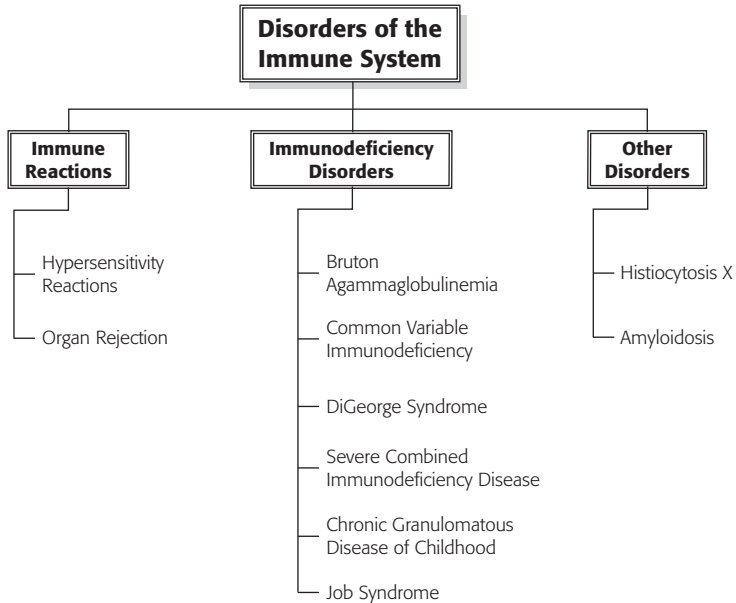 Disorders of the
Immune System
Immune
Reactions
Hypersensitivity
Reactions
Organ Rejection
Immunodeficiency
Disorders
Bruton
Agammaglobulinemia
Common Variable
Immunodeficiency
DiGeorge Syndrome
Severe Combined
Immunodeficiency Disease
Chronic Granulomatous
Disease of Childhood
Job Syndrome
Other
Disorders
Histiocytosis X
Amyloidosis